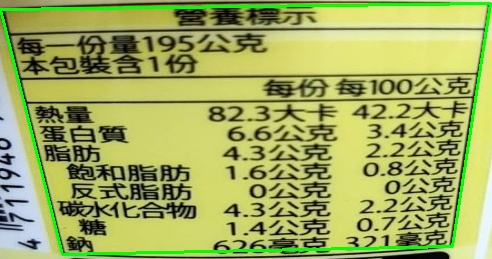 營養標示
每一份量195公克
本包裝含1份
每份 每100公克
熱量 82.3大卡 42.2大卡
蛋白質 6.6公克 3.4公克
脂肪 4.3公克 2.2公克
飽和脂肪 1.6公克 0.8公克
反式脂肪 0公克 0公克
碳水化合物 4.3公克 2.2公克
糖 1.4公克 0.7公克
鈉 626毫克 321毫克
4 711940